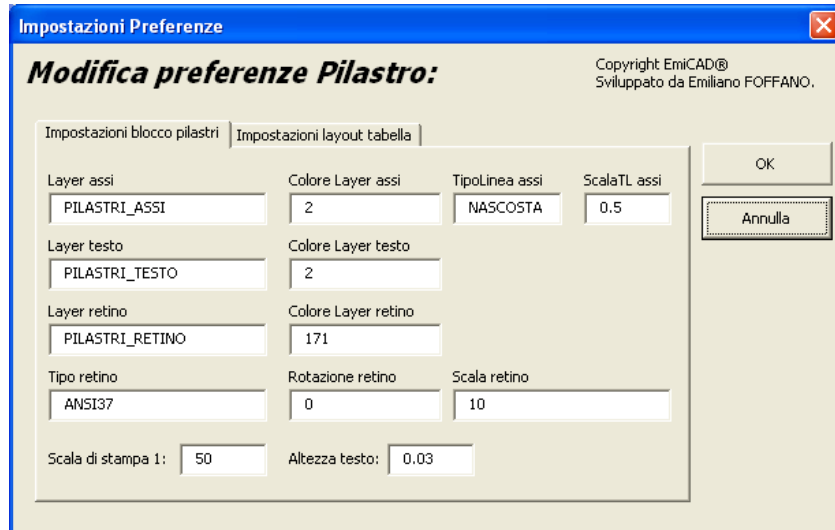 Impostazioni Preferenze
Modifica preferenze Pilastro:
Copyright EmiCAD®
Sviluppato da Emiliano FOFFANO.
Impostazioni blocco pilastri Impostazioni layout tabella
Layer assi Colore Layer assi TipoLinea assi ScalaTL assi
PILASTRI_ASSI 2 NASCOSTA 0.5
Layer testo Colore Layer testo
PILASTRI_TESTO 2
Layer retino Colore Layer retino
PILASTRI_RETINO 171
Tipo retino Rotazione retino Scala retino
ANSI37 0 10
Scala di stampa 1: 50 Altezza testo: 0.03
OK
Annulla